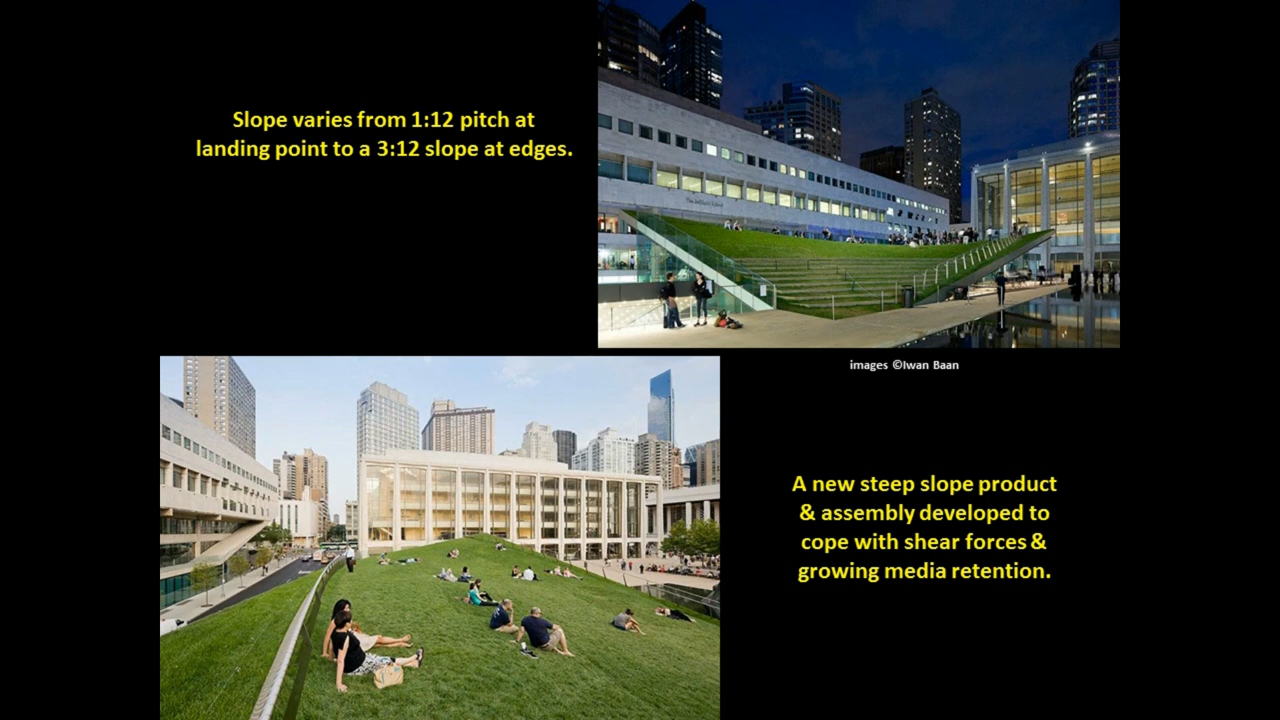 Slope varies from 1:12 pitch at
landing point to a 3:12 slope at edges.
images ©Iwan Baan
A new steep slope product
& assembly developed to
cope with shear forces &
growing media retention.